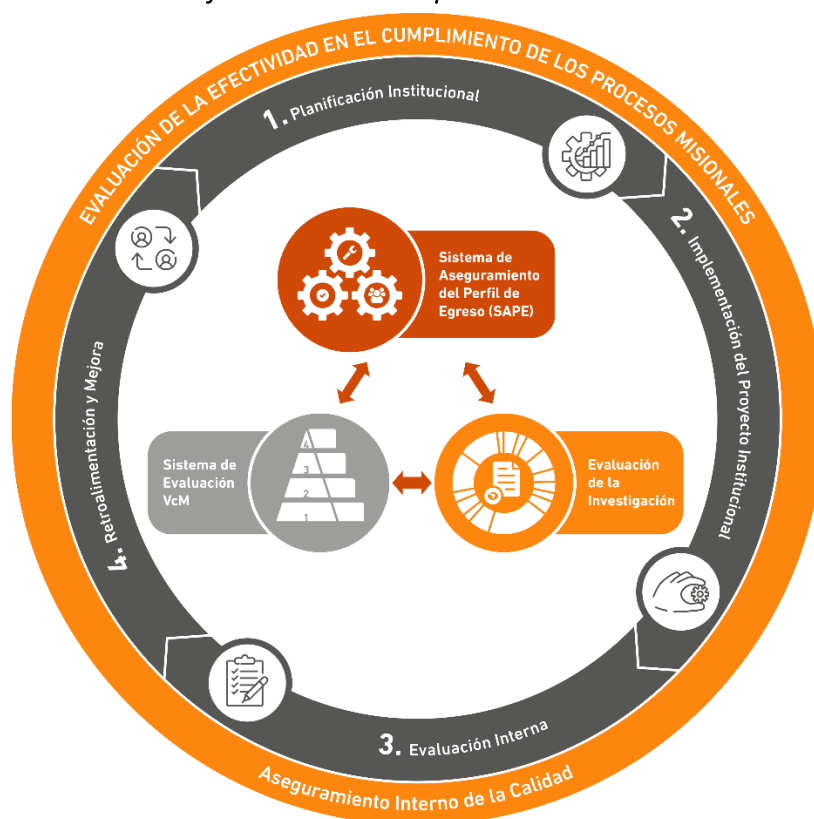 EVALUACIÓN DE LA EFECTIVIDAD EN EL CUMPLIMIENTO DE LOS PROCESOS MISIONALES
1. Planificación Institucional
2. Implementación del Proyecto Institucional
Sistema de
Aseguramiento
del Perfil de
Egreso (SAPE)
Sistema de
Evaluación
VcM
4
3
2
1
Evaluación
de la
Investigación
4. Retroalimentación y Mejora
3. Evaluación Interna
Aseguramiento Interno de la Calidad